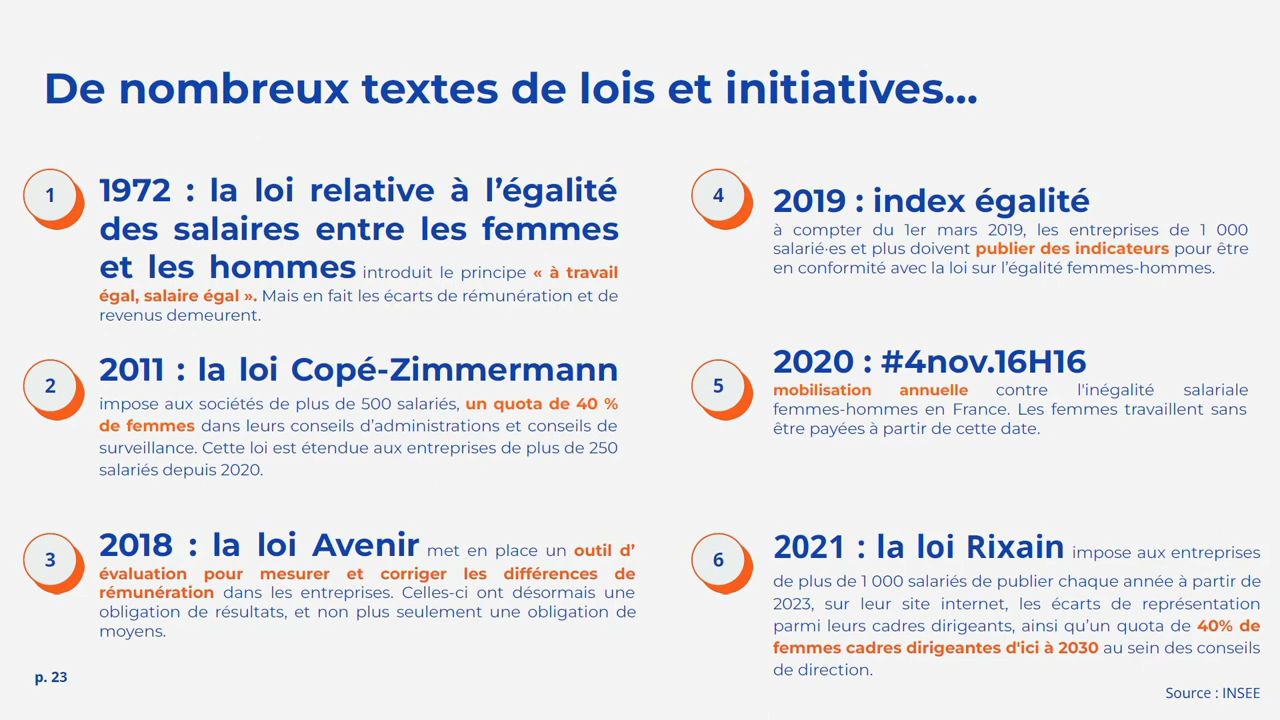 De nombreux textes de lois et initiatives...
1
1972 : la loi relative à l'égalité
des salaires entre les femmes
et les hommes introduit le principe « à travail
égal, salaire égal ». Mais en fait les écarts de rémunération et de
revenus demeurent.
2
2011 : la loi Copé-Zimmermann
impose aux sociétés de plus de 500 salariés, un quota de 40 %
de femmes dans leurs conseils d'administrations et conseils de
surveillance. Cette loi est étendue aux entreprises de plus de 250
salariés depuis 2020.
3
2018 : la loi Avenir met en place un outil d'
évaluation pour mesurer et corriger les différences de
rémunération dans les entreprises. Celles-ci ont désormais une
obligation de résultats, et non plus seulement une obligation de
moyens.
4
2019 : index égalité
à compter du 1er mars 2019, les entreprises de 1 000
salarié·es et plus doivent publier des indicateurs pour être
en conformité avec la loi sur l'égalité femmes-hommes.
5
2020 : #4nov.16H16
mobilisation annuelle contre l'inégalité salariale
femmes-hommes en France. Les femmes travaillent sans
être payées à partir de cette date.
6
2021 : la loi Rixain impose aux entreprises
de plus de 1 000 salariés de publier chaque année à partir de
2023, sur leur site internet, les écarts de représentation
parmi leurs cadres dirigeants, ainsi qu'un quota de 40% de
femmes cadres dirigeantes d'ici à 2030 au sein des conseils
de direction.
p. 23
Source : INSEE